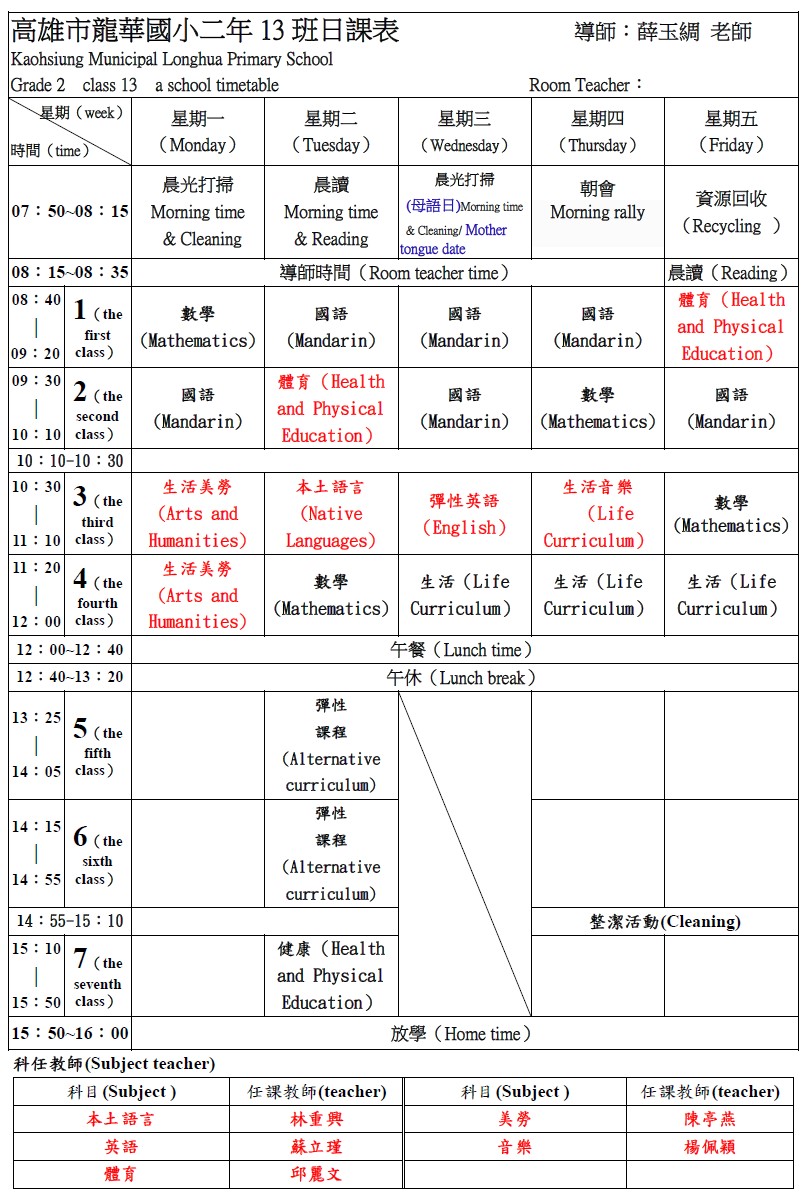 高雄市龍華國小二年 13 班日課表 導師：薛玉綢 老師
Kaohsiung Municipal Longhua Primary School
Grade 2 class 13 a school timetable Room Teacher：
星期（week）
時間（time）
星期一
（Monday）
星期二
（Tuesday）
星期三
（Wednesday）
星期四
（Thursday）
星期五
（Friday）
07：50~08：15
晨光打掃
Morning time
& Cleaning
晨讀
Morning time
& Reading
晨光打掃
(母語日)Morning time
& Cleaning/ Mother
tongue date
朝會
Morning rally
資源回收
（Recycling ）
08：15~08：35
導師時間（Room teacher time）
晨讀（Reading）
08：40
|
09：20
1（the
first
class）
數學
（Mathematics）
國語
（Mandarin）
國語
（Mandarin）
國語
（Mandarin）
體育（Health
and Physical
Education）
09：30
|
10：10
2（the
second
class）
國語
（Mandarin）
體育（Health
and Physical
Education）
國語
（Mandarin）
數學
（Mathematics）
國語
（Mandarin）
10：10-10：30
10：30
|
11：10
3（the
third
class）
生活美勞
（Arts and
Humanities）
本土語言
（Native
Languages）
彈性英語
（English）
生活音樂
（Life
Curriculum）
數學
（Mathematics）
11：20
|
12：00
4（the
fourth
class）
生活美勞
（Arts and
Humanities）
數學
（Mathematics）
生活（Life
Curriculum）
生活（Life
Curriculum）
生活（Life
Curriculum）
12：00~12：40
午餐（Lunch time）
12：40~13：20
午休（Lunch break）
13：25
|
14：05
5（the
fifth
class）
彈性
課程
（Alternative
curriculum）
14：15
|
14：55
6（the
sixth
class）
彈性
課程
（Alternative
curriculum）
14：55-15：10
整潔活動(Cleaning)
15：10
|
15：50
7（the
seventh
class）
健康（Health
and Physical
Education）
15：50~16：00
放學（Home time）
科任教師(Subject teacher)
科目(Subject ) 任課教師(teacher) 科目(Subject ) 任課教師(teacher)
本土語言 林重興 美勞 陳亭燕
英語 蘇立瑾 音樂 楊佩穎
體育 邱麗文